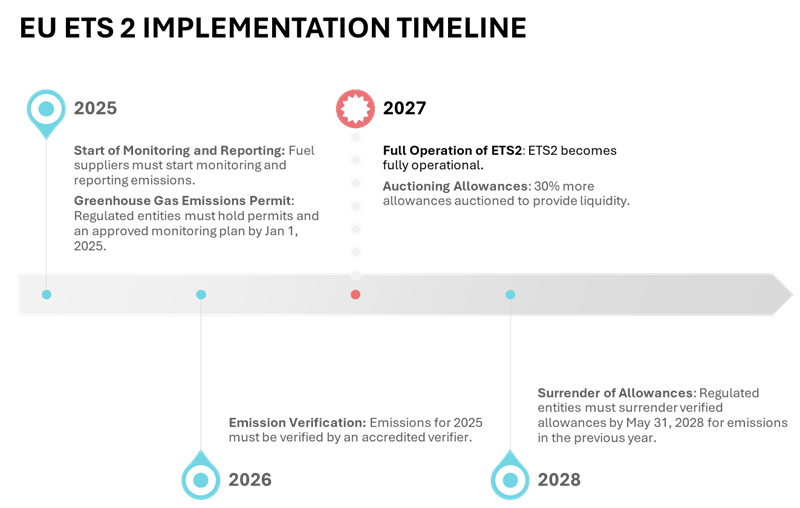 EU ETS 2 IMPLEMENTATION TIMELINE
2025
Start of Monitoring and Reporting: Fuel
suppliers must start monitoring and
reporting emissions.
Greenhouse Gas Emissions Permit:
Regulated entities must hold permits and
an approved monitoring plan by Jan 1,
2025.
2027
Full Operation of ETS2: ETS2 becomes
fully operational.
Auctioning Allowances: 30% more
allowances auctioned to provide liquidity.
Emission Verification: Emissions for 2025
must be verified by an accredited verifier.
2026
Surrender of Allowances: Regulated
entities must surrender verified
allowances by May 31, 2028 for emissions
in the previous year.
2028